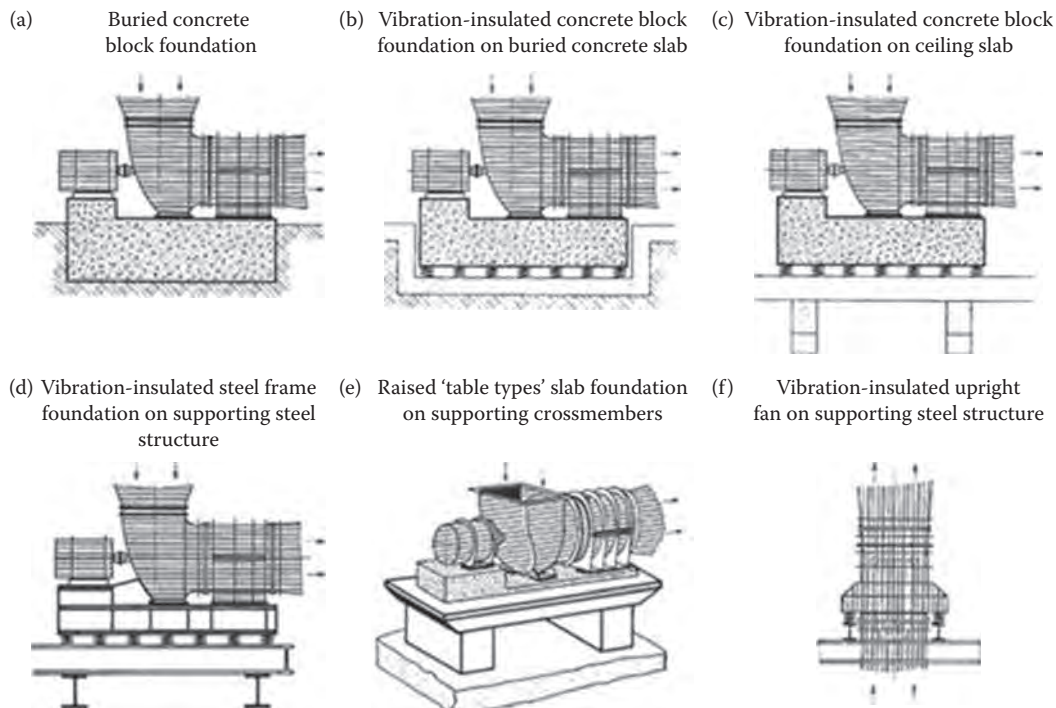 (a) Buried concrete
block foundation
(b) Vibration-insulated concrete block
foundation on buried concrete slab
(c) Vibration-insulated concrete block
foundation on ceiling slab
(d) Vibration-insulated steel frame
foundation on supporting steel
structure
(e) Raised ‘table types’ slab foundation
on supporting crossmembers
(f) Vibration-insulated upright
fan on supporting steel structure